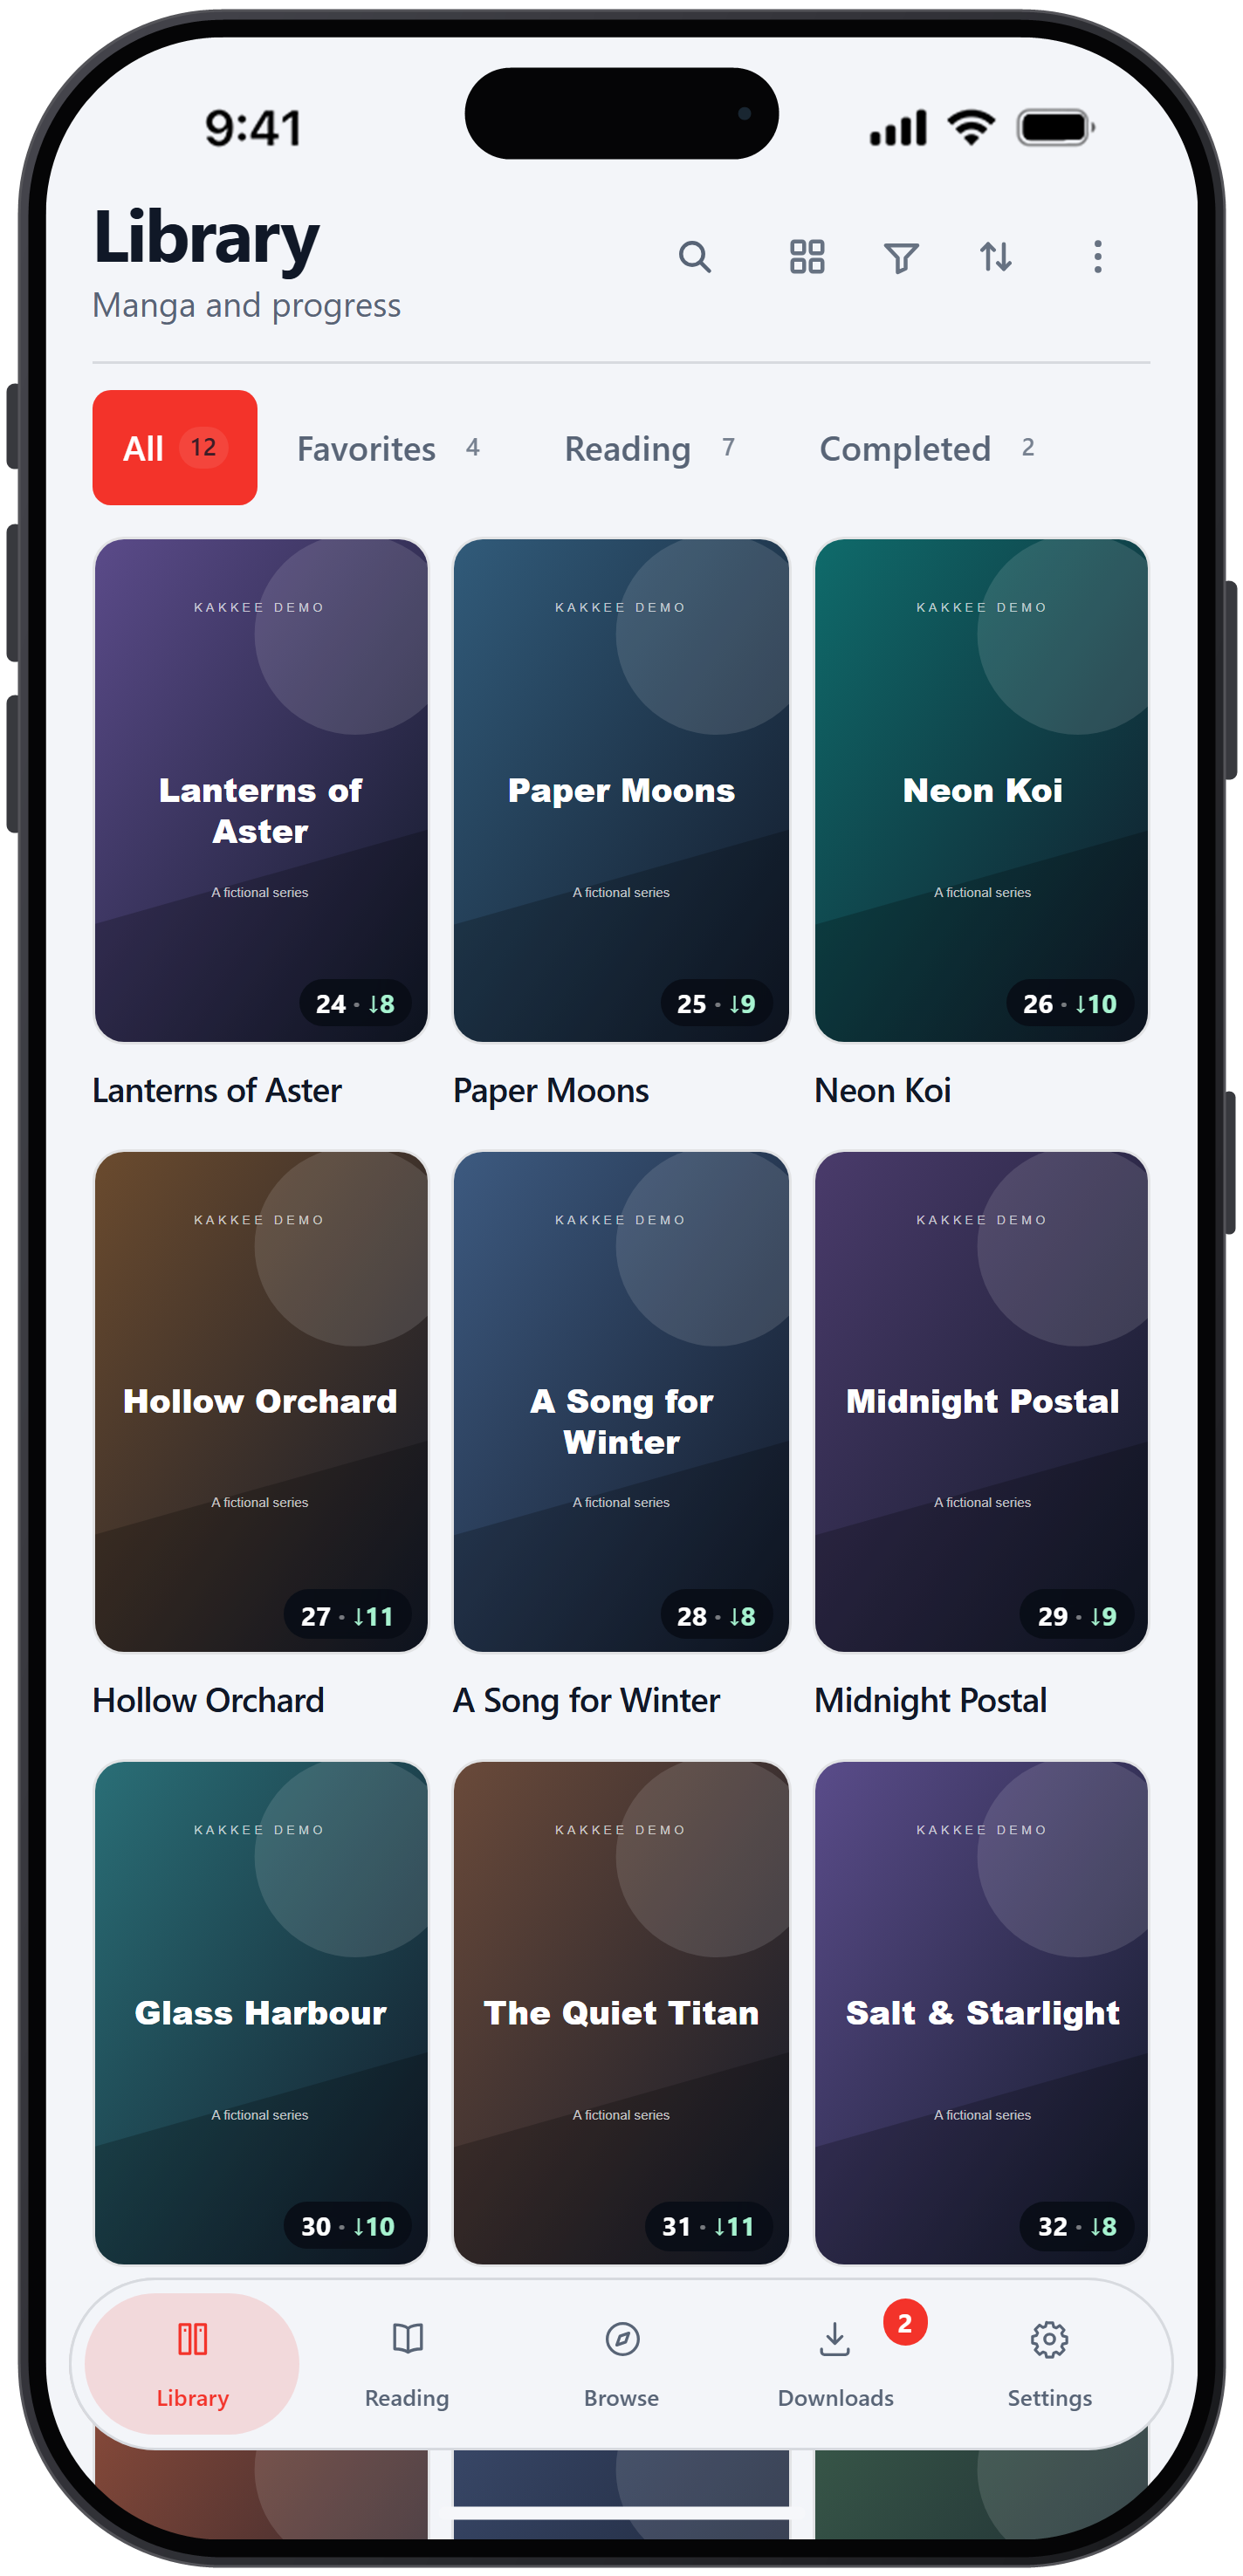 9:41
Library
Manga and progress
All 12 Favorites 4 Reading 7 Completed 2
KAKKEE DEMO
Lanterns of
Aster
A fictional series
24 · ↓8
Lanterns of Aster
KAKKEE DEMO
Paper Moons
A fictional series
25 · ↓9
Paper Moons
KAKKEE DEMO
Neon Koi
A fictional series
26 · ↓10
Neon Koi
KAKKEE DEMO
Hollow Orchard
A fictional series
27 · ↓11
Hollow Orchard
KAKKEE DEMO
A Song for
Winter
A fictional series
28 · ↓8
A Song for Winter
KAKKEE DEMO
Midnight Postal
A fictional series
29 · ↓9
Midnight Postal
KAKKEE DEMO
Glass Harbour
A fictional series
30 · ↓10
KAKKEE DEMO
The Quiet Titan
A fictional series
31 · ↓11
KAKKEE DEMO
Salt & Starlight
A fictional series
32 · ↓8
2
Library Reading Browse Downloads Settings